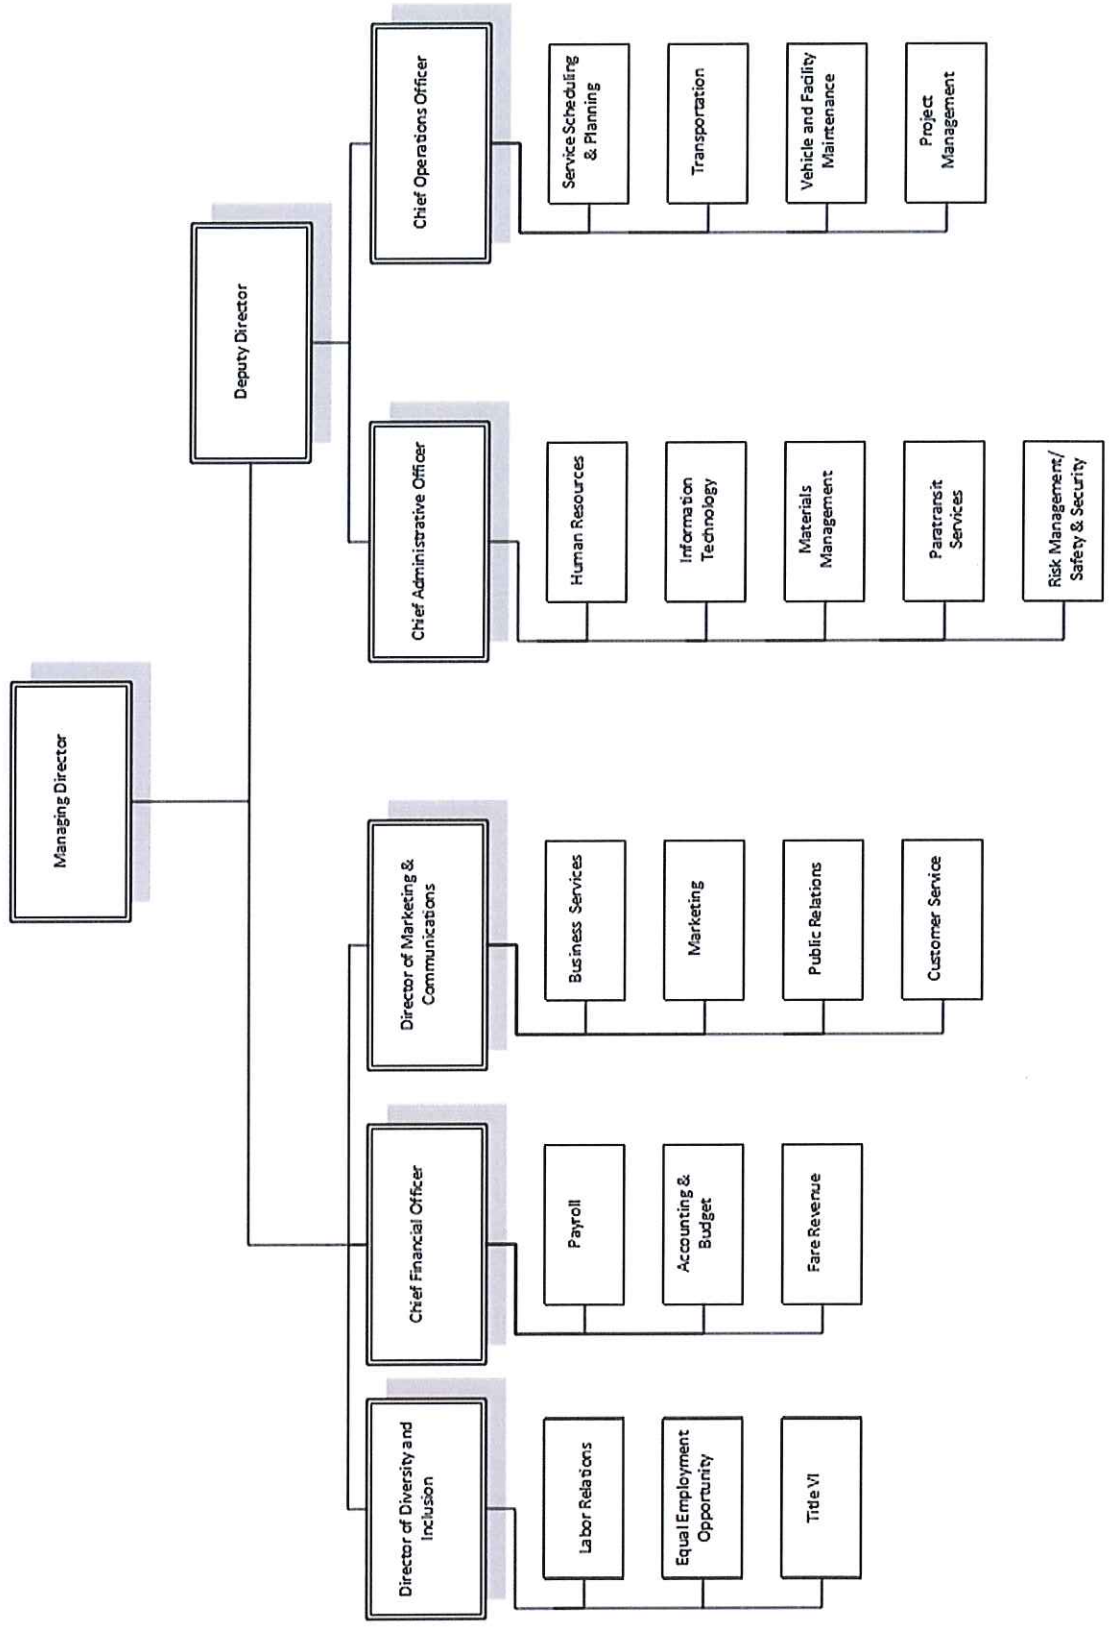 Managing Director
Deputy Director
Director of Diversity and
Inclusion
Chief Financial Officer
Director of Marketing &
Communications
Chief Administrative Officer
Chief Operations Officer
Labor Relations
Equal Employment
Opportunity
Title VI
Payroll
Accounting &
Budget
Fare Revenue
Business Services
Marketing
Public Relations
Customer Service
Human Resources
Information
Technology
Materials
Management
Paratransit
Services
Risk Management/
Safety & Security
Service Scheduling
& Planning
Transportation
Vehicle and Facility
Maintenance
Project
Management